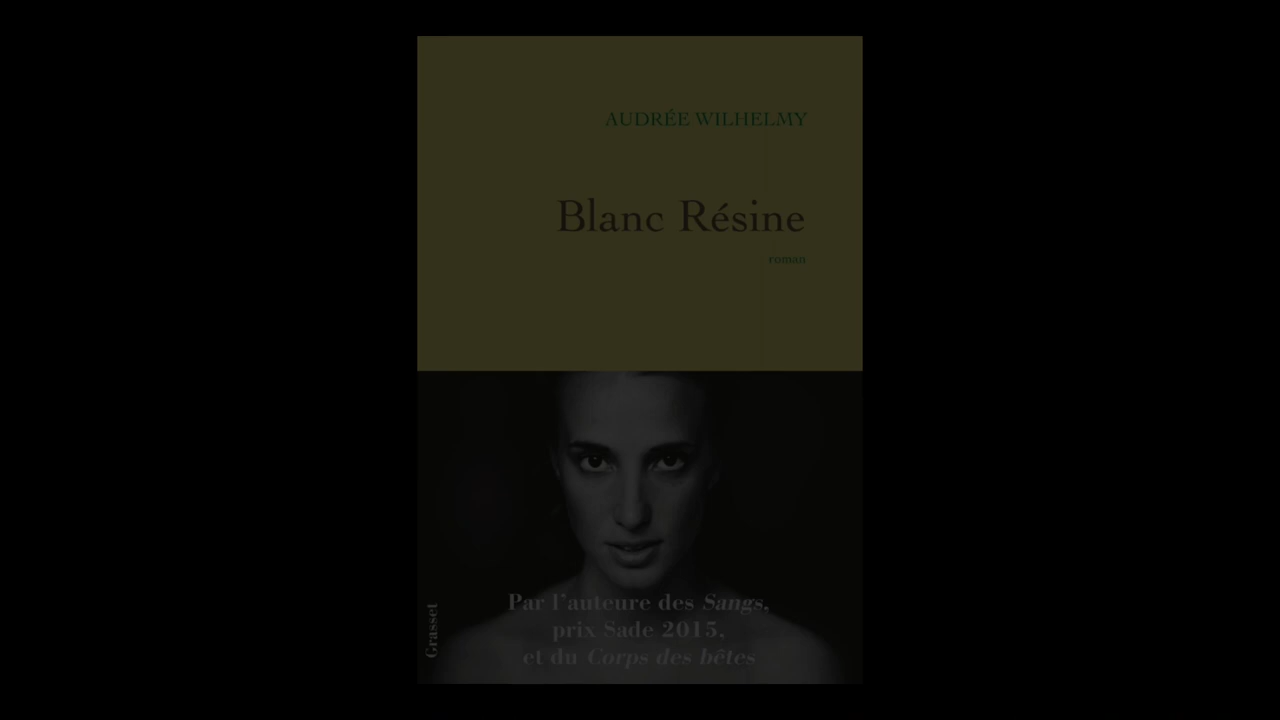 AUDRÉE WILHELMY
Blanc Résine
roman
Par l'auteure des Sangs,
prix Sade 2015,
et du Corps des bêtes
Grasset